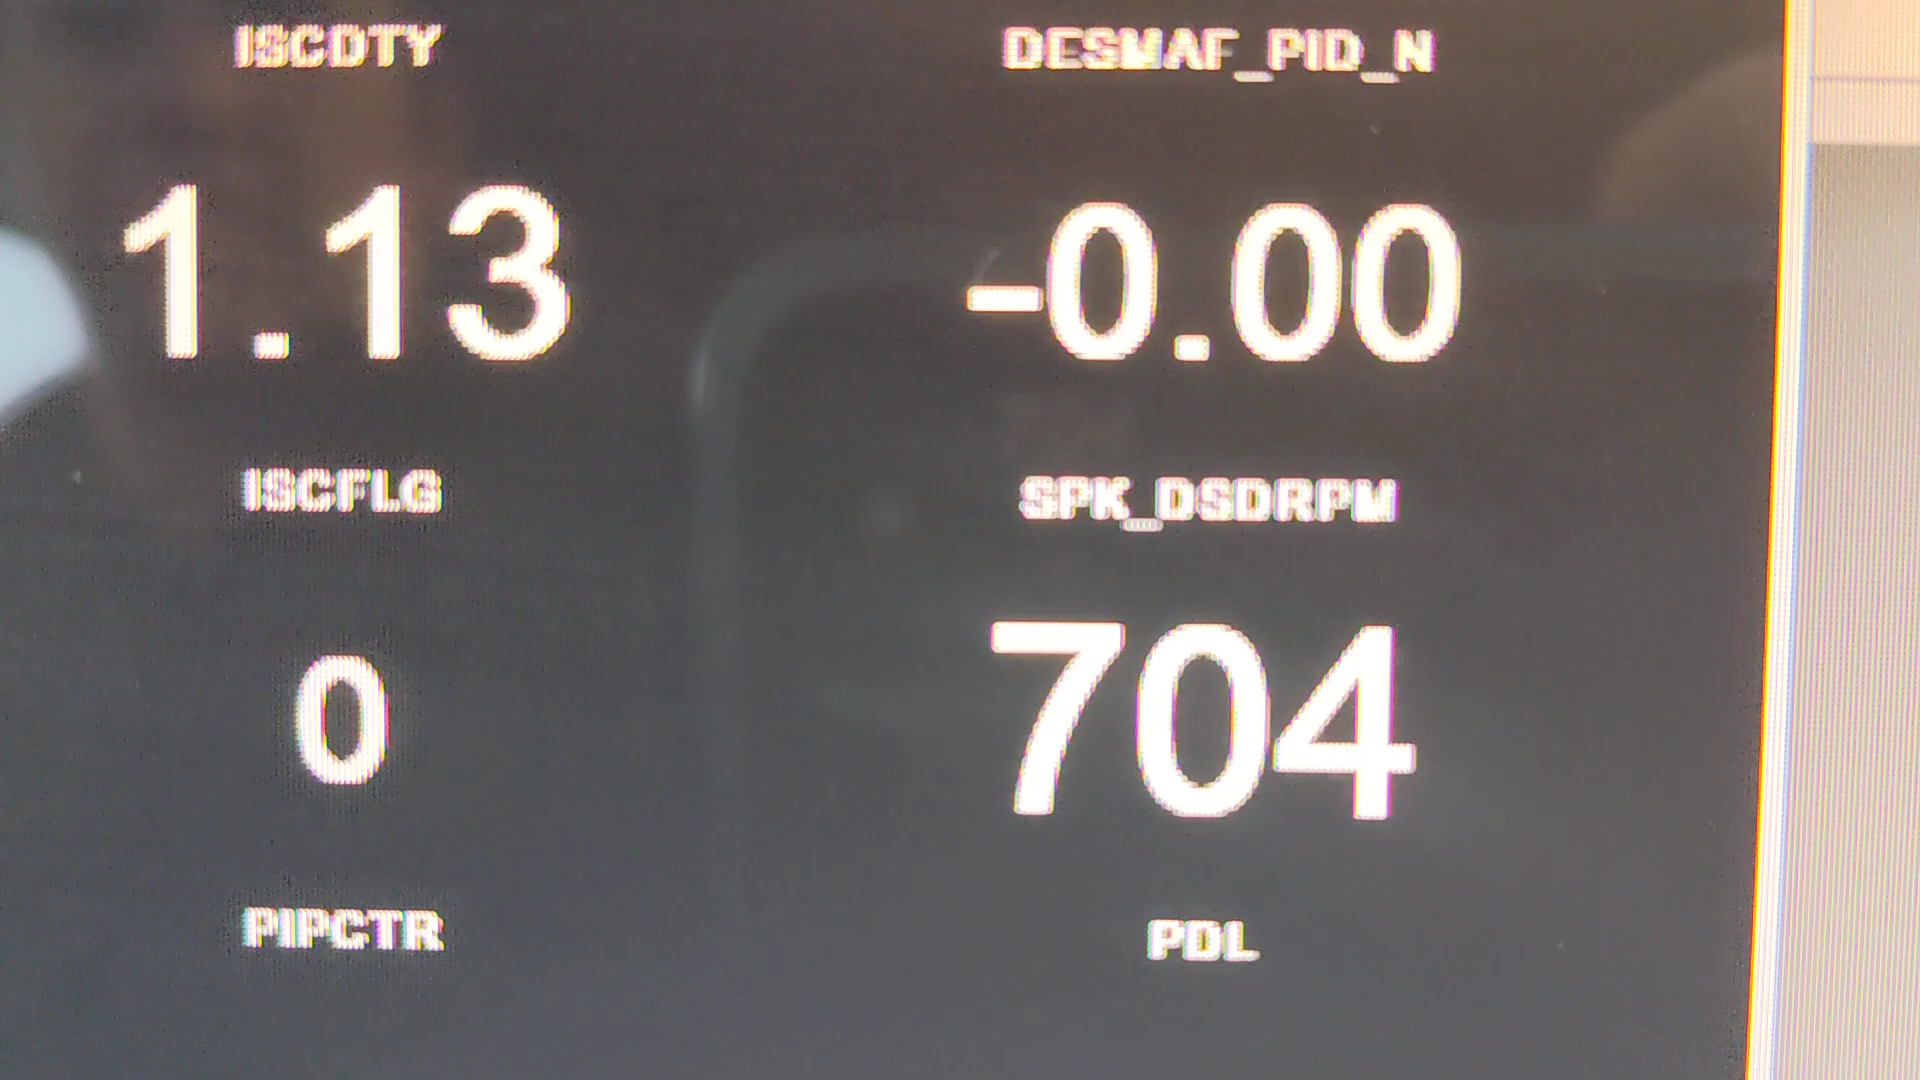 ISCDTY DESMAF_PID_N
1.13 -0.00
ISCFLG SPK_DSDRPM
0 704
PIPCTR PDL